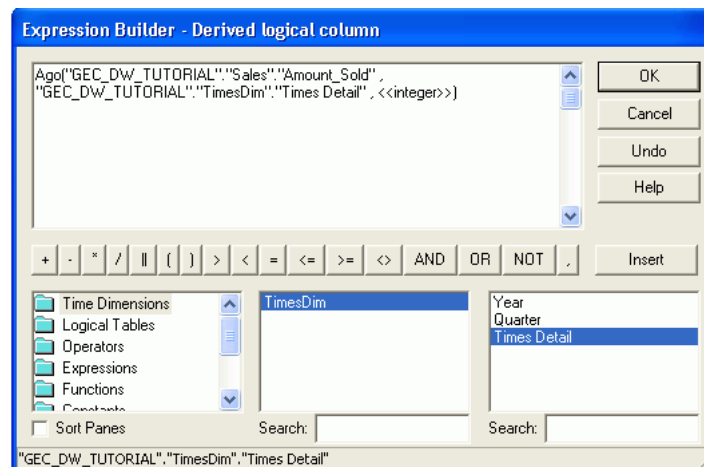 Expression Builder - Derived logical column
Ago("GEC_DW_TUTORIAL"."Sales"."Amount_Sold" ,
"GEC_DW_TUTORIAL"."TimesDim"."Times Detail" , <<integer>>)
OK
Cancel
Undo
Help
+ - * / || ( ) > < = <= >= <> AND OR NOT ,
Insert
Time Dimensions
Logical Tables
Operators
Expressions
Functions
Constants
TimesDim
Year
Quarter
Times Detail
Sort Panes
Search:
Search:
"GEC_DW_TUTORIAL"."TimesDim"."Times Detail"